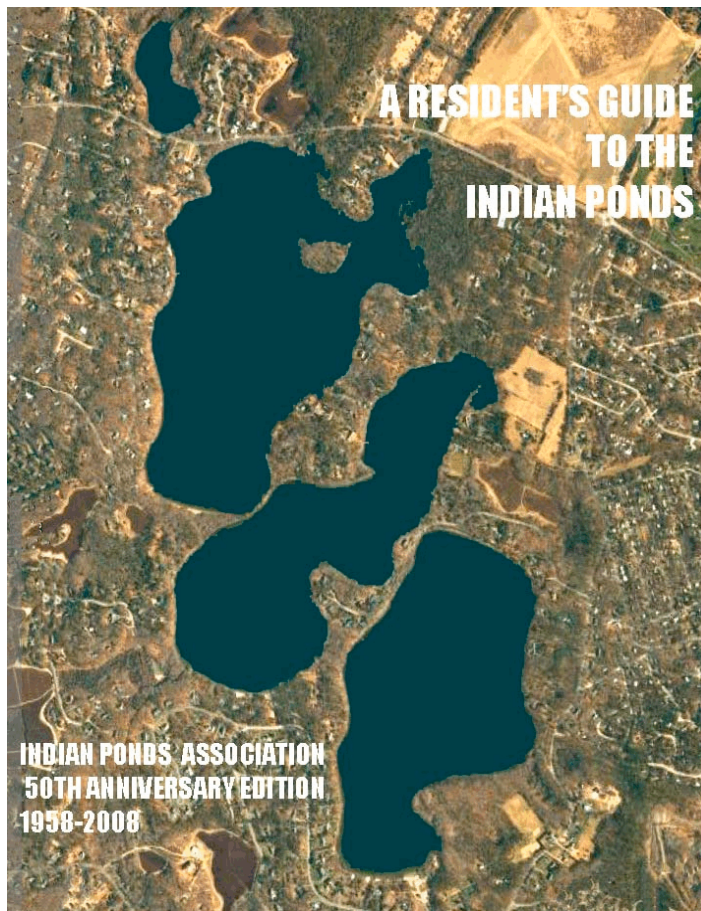 A RESIDENT'S GUIDE
TO THE
INDIAN PONDS
INDIAN PONDS ASSOCIATION
50TH ANNIVERSARY EDITION
1958-2008